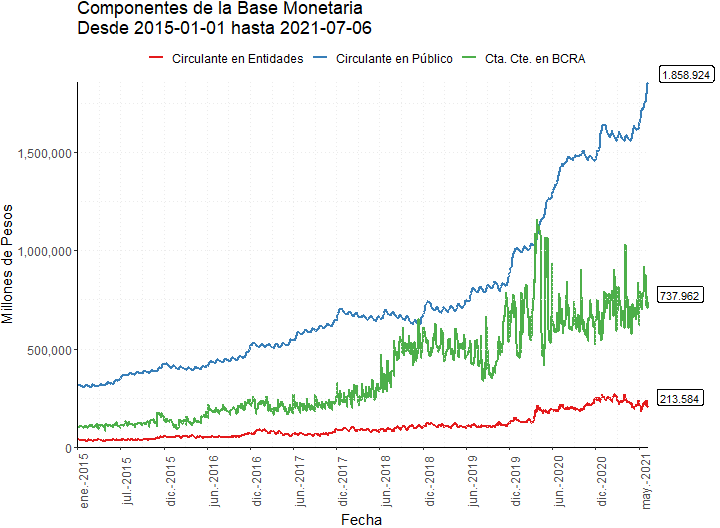 Componentes de la Base Monetaria
Desde 2015-01-01 hasta 2021-07-06
Circulante en Entidades
Circulante en Público
Cta. Cte. en BCRA
1.858.924
1,500,000
1,000,000
737.962
500,000
213.584
0
Millones de Pesos
ene.-2015
jul.-2015
dic.-2015
jun.-2016
dic.-2016
jun.-2017
dic.-2017
jun.-2018
dic.-2018
jun.-2019
dic.-2019
jun.-2020
dic.-2020
may.-2021
Fecha